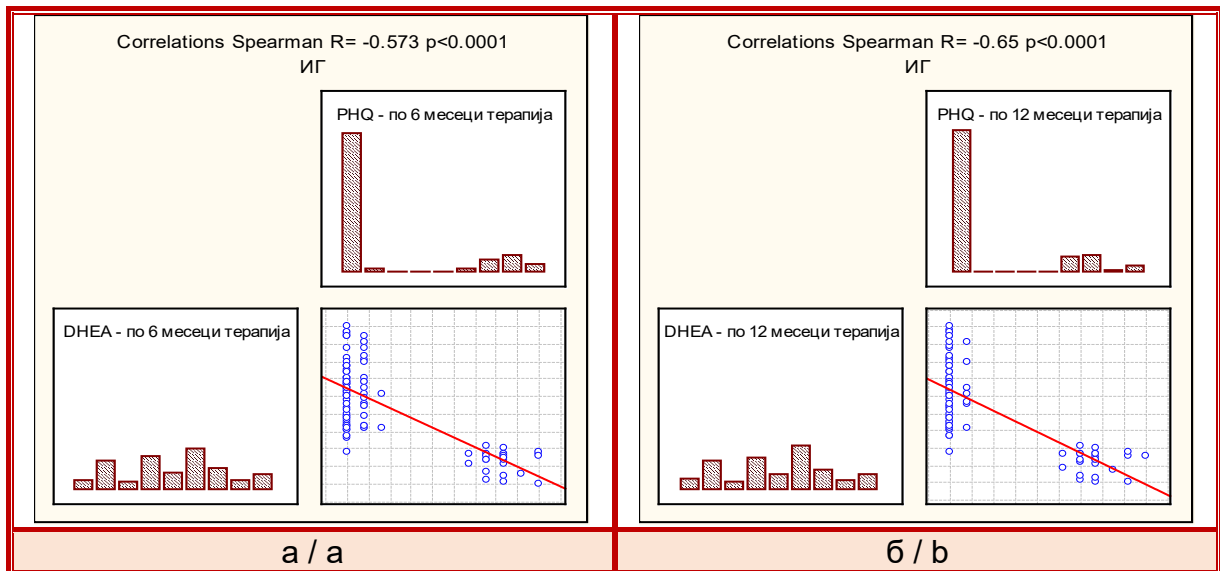 Correlations Spearman R= -0.573 p<0.0001
ИГ
PHQ - по 6 месеци терапија
DHEA - по 6 месеци терапија
Correlations Spearman R= -0.65 p<0.0001
ИГ
PHQ - по 12 месеци терапија
DHEA - по 12 месеци терапија
а / a
б / b